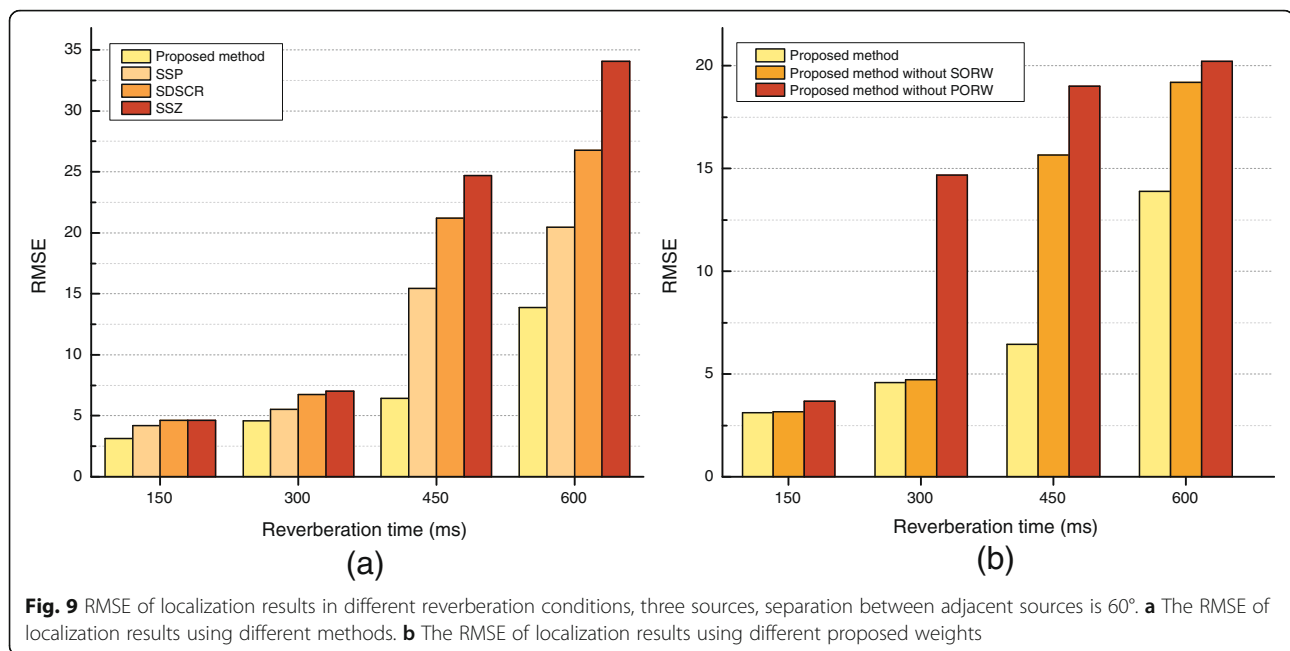 35
30
25
20
15
10
5
0
RMSE
Proposed method
SSP
SDSCR
SSZ
150 300 450 600
Reverberation time (ms)
(a)
20
15
10
5
0
RMSE
Proposed method
Proposed method without SORW
Proposed method without PORW
150 300 450 600
Reverberation time (ms)
(b)
Fig. 9 RMSE of localization results in different reverberation conditions, three sources, separation between adjacent sources is 60°. a The RMSE of
localization results using different methods. b The RMSE of localization results using different proposed weights